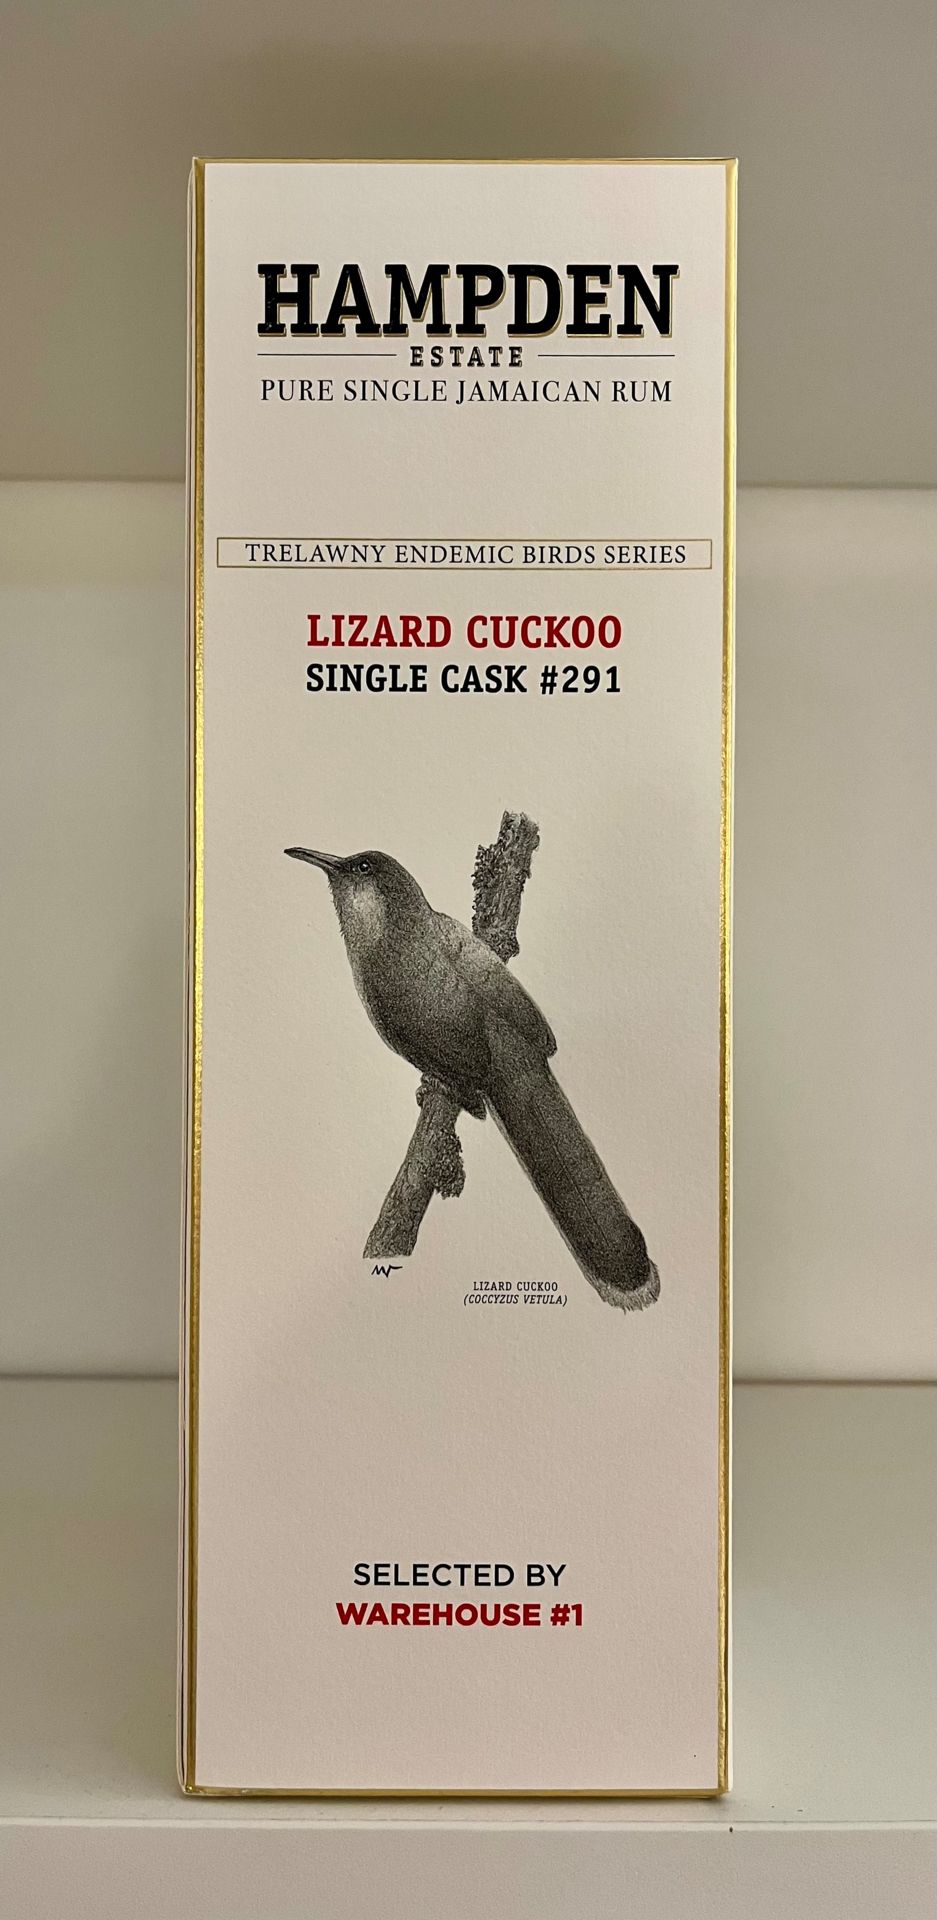 HAMPDEN
ESTATE
PURE SINGLE JAMAICAN RUM
TRELAWNY ENDEMIC BIRDS SERIES
LIZARD CUCKOO
SINGLE CASK #291
LIZARD CUCKOO
(COCCYZUS VETULA)
SELECTED BY
WAREHOUSE #1